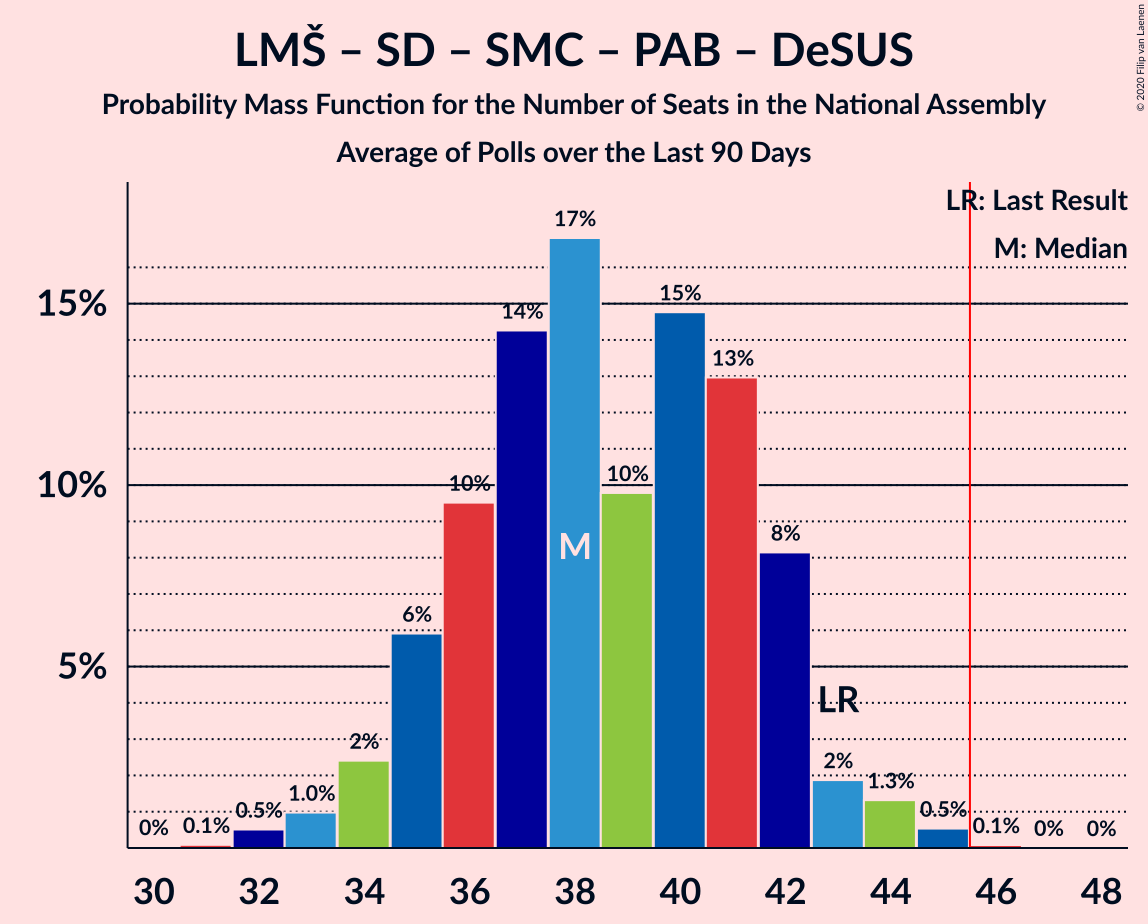 LMŠ – SD – SMC – PAB – DeSUS
Probability Mass Function for the Number of Seats in the National Assembly
Average of Polls over the Last 90 Days
© 2020 Filip van Laenen
LR: Last Result
M: Median
15%
10%
5%
0%
0.1%
0.5%
1.0%
2%
6%
10%
14%
17%
10%
15%
13%
8%
2%
1.3%
0.5%
0.1%
0%
0%
M
LR
30 32 34 36 38 40 42 44 46 48